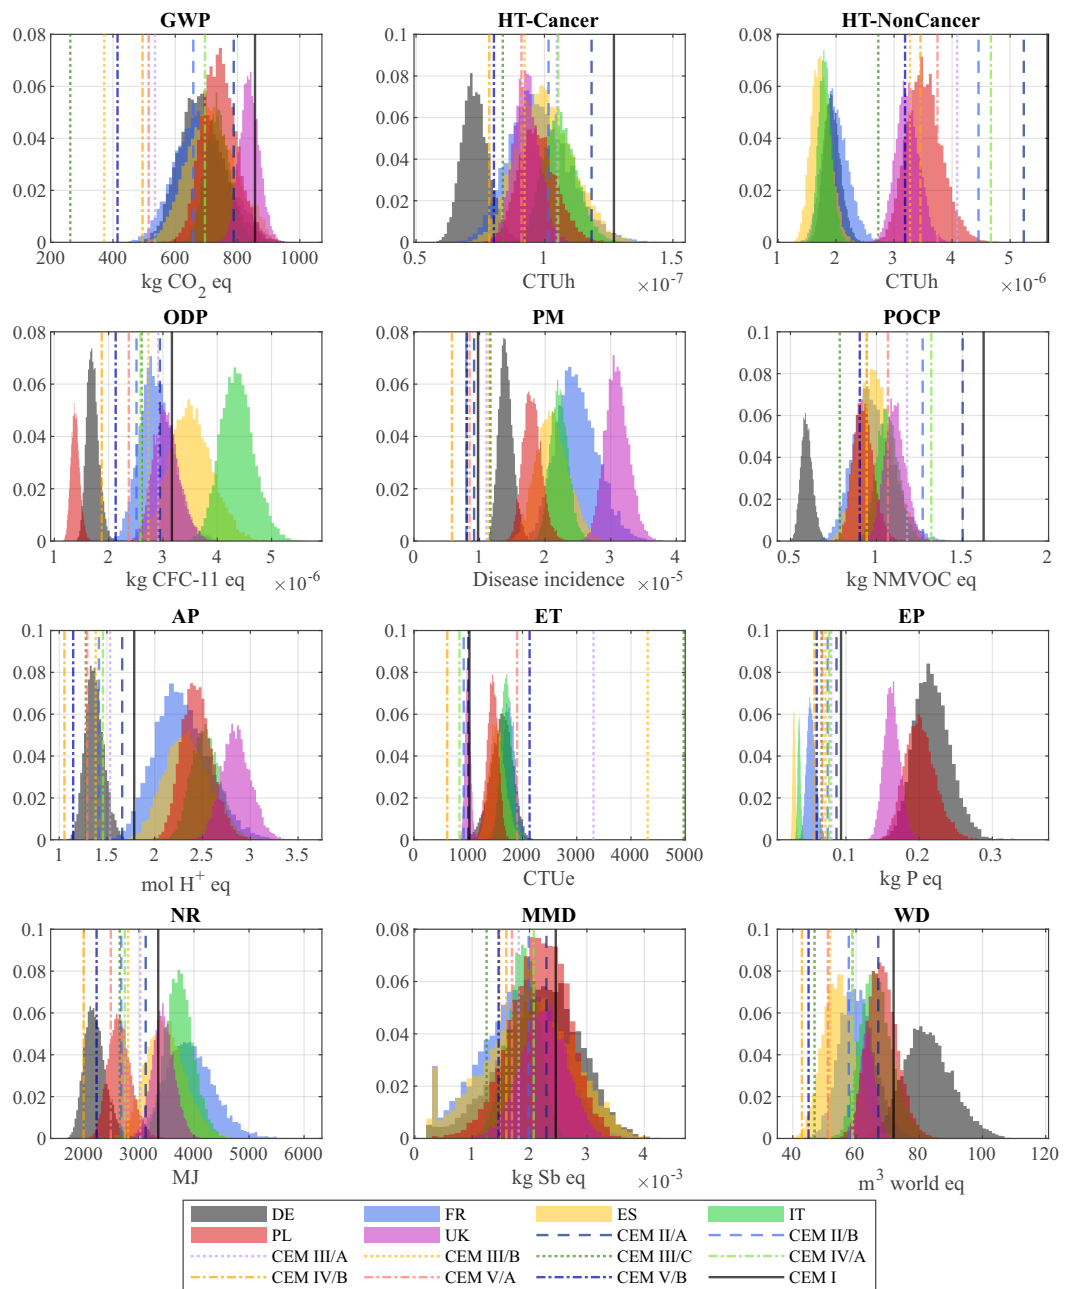 GWP HT-Cancer HT-NonCancer
0.08 0.1 0.08
0.06 0.08 0.06
0.04 0.06 0.04
0.02 0.04 0.02
0 0.02 0
0
200 400 600 800 1000 0.5 1 1.5 1 2 3 4 5
kg CO2 eq CTUh ×10-7 CTUh ×10-6
ODP PM POCP
0.08 0.08 0.1
0.06 0.06 0.08
0.04 0.04 0.06
0.02 0.02 0.04
0 0 0.02
0
1 2 3 4 5 0 1 2 3 4 0.5 1 1.5 2
kg CFC-11 eq ×10-6 Disease incidence ×10-5 kg NMVOC eq
AP ET EP
0.1 0.1 0.1
0.08 0.08 0.08
0.06 0.06 0.06
0.04 0.04 0.04
0.02 0.02 0.02
0 0 0
1 1.5 2 2.5 3 3.5 0 1000 2000 3000 4000 5000 0.1 0.2 0.3
mol H+ eq CTUe kg P eq
NR MMD WD
0.1 0.08 0.1
0.08 0.06 0.08
0.06 0.04 0.06
0.04 0.02 0.04
0.02 0 0.02
0 0
2000 3000 4000 5000 6000 0 1 2 3 4 40 60 80 100 120
MJ kg Sb eq ×10-3 m3 world eq
DE FR ES IT
PL UK CEM II/A CEM II/B
CEM III/A CEM III/B CEM III/C CEM IV/A
CEM IV/B CEM V/A CEM V/B CEM I